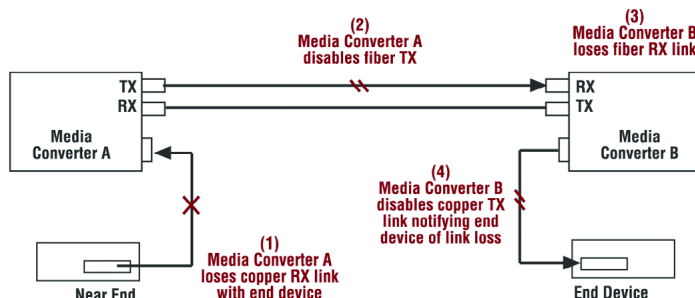 (2)
Media Converter A
disables fiber TX
(3)
Media Converter B
loses fiber RX link
TX
RX
Media
Converter A
RX
TX
Media
Converter B
(4)
Media Converter B
disables copper TX
link notifying end
device of link loss
(1)
Media Converter A
loses copper RX link
with end device
Near End
End Device